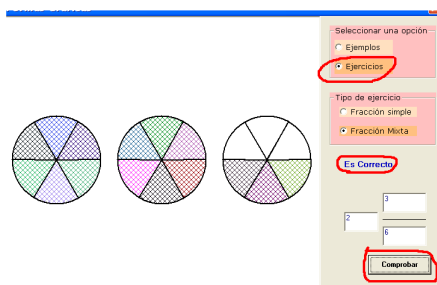 Seleccionar una opción
Ejemplos
Ejercicios
Tipo de ejercicio
Fracción simple
Fracción Mixta
Es Correcto
3
2
6
Comprobar